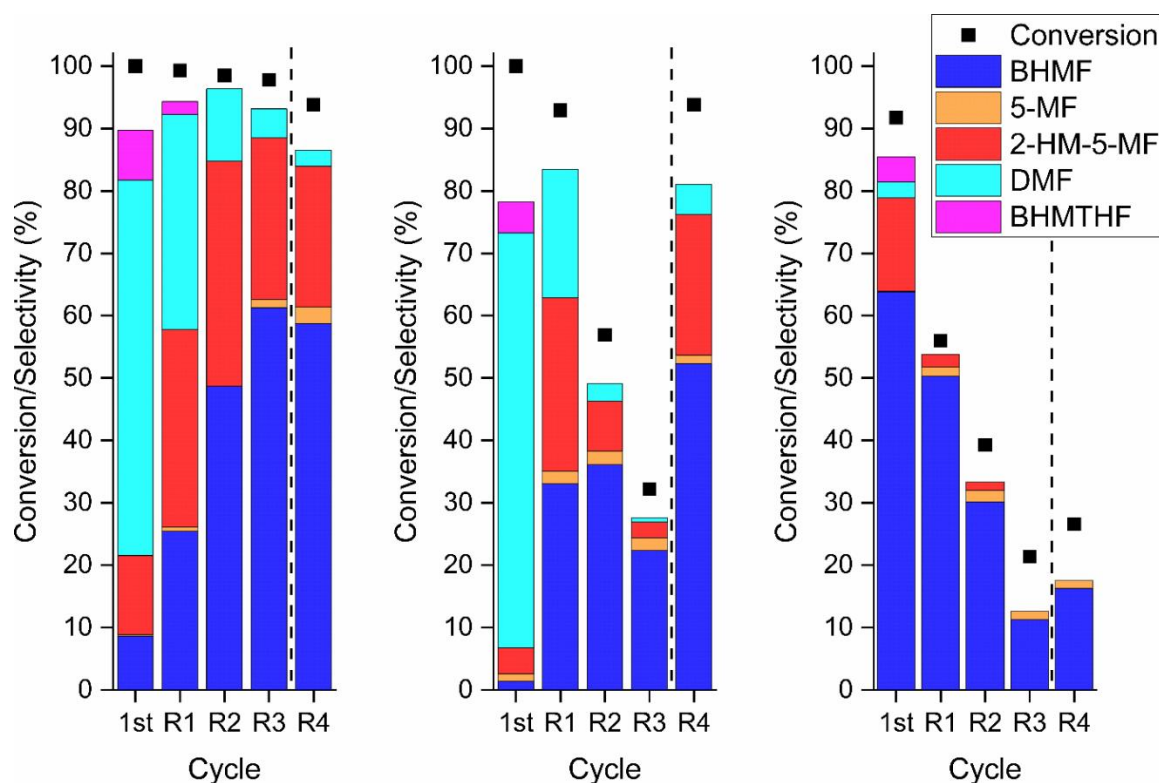 Conversion/Selectivity (%)
100
90
80
70
60
50
40
30
20
10
0
1st R1 R2 R3 R4
Cycle
Conversion/Selectivity (%)
100
90
80
70
60
50
40
30
20
10
0
1st R1 R2 R3 R4
Cycle
Conversion/Selectivity (%)
100
90
80
70
60
50
40
30
20
10
0
1st R1 R2 R3 R4
Cycle
Conversion
BHMF
5-MF
2-HM-5-MF
DMF
BHMTHF